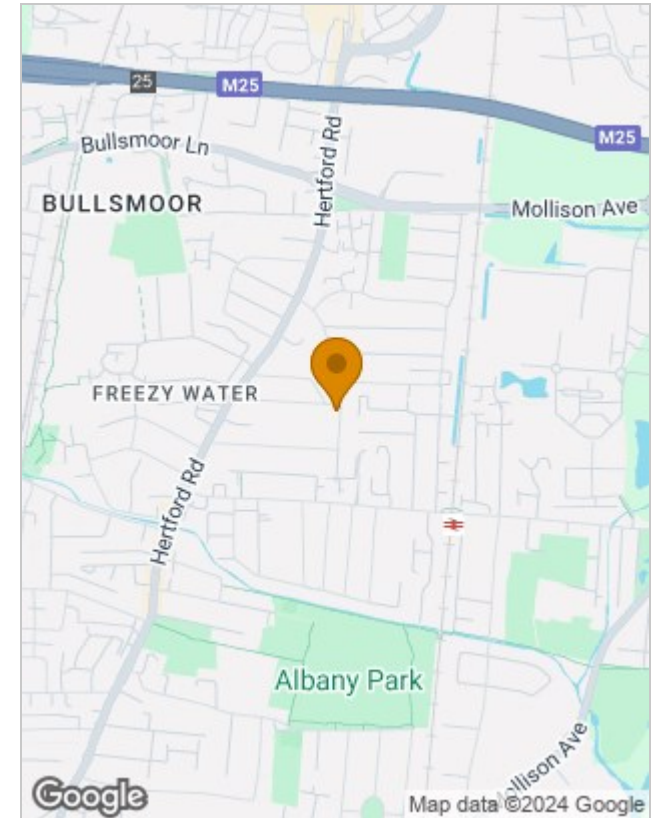 25
M25
M25
Bullsmoor Ln
Hertford Rd
BULLSMOOR
Mollison Ave
FREEZY WATER
Hertford Rd
Albany Park
Mollison Ave
Google
Map data ©2024 Google